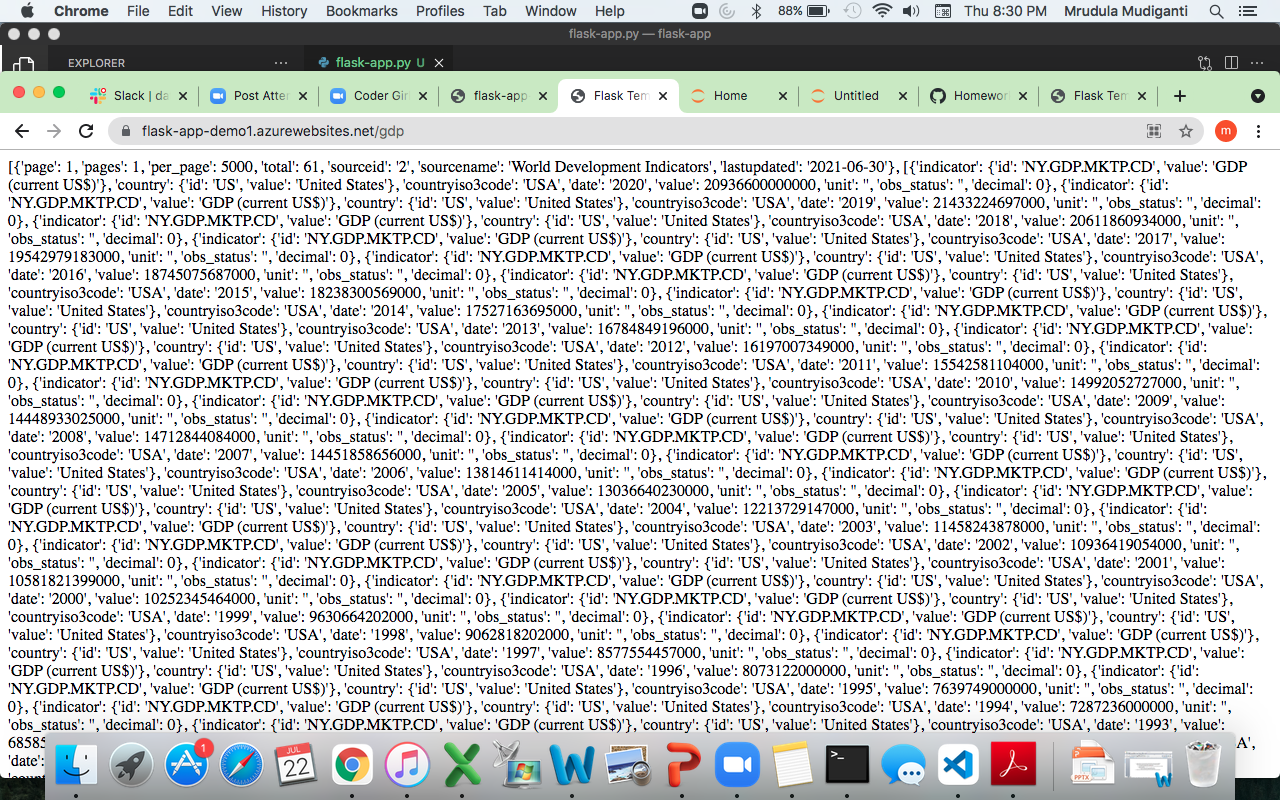 Chrome File Edit View History Bookmarks Profiles Tab Window Help 88% Thu 8:30 PM Mrudula Mudiganti
flask-app.py — flask-app
EXPLORER ··· flask-app.py U ···
Slack | da Post Atter Coder Gir flask-app Flask Tem Home Untitled Homewor Flask Tem
flask-app-demo1.azurewebsites.net/gdp m
[{'page': 1, 'pages': 1, 'per_page': 5000, 'total': 61, 'sourceid': '2', 'sourcename': 'World Development Indicators', 'lastupdated': '2021-06-30'}, [{'indicator': {'id': 'NY.GDP.MKTP.CD', 'value': 'GDP
(current US$)'}, 'country': {'id': 'US', 'value': 'United States'}, 'countryiso3code': 'USA', 'date': '2020', 'value': 20936600000000, 'unit': '', 'obs_status': '', 'decimal': 0}, {'indicator': {'id':
'NY.GDP.MKTP.CD', 'value': 'GDP (current US$)'}, 'country': {'id': 'US', 'value': 'United States'}, 'countryiso3code': 'USA', 'date': '2019', 'value': 21433224697000, 'unit': '', 'obs_status': '', 'decimal':
0}, {'indicator': {'id': 'NY.GDP.MKTP.CD', 'value': 'GDP (current US$)'}, 'country': {'id': 'US', 'value': 'United States'}, 'countryiso3code': 'USA', 'date': '2018', 'value': 20611860934000, 'unit': '',
'obs_status': '', 'decimal': 0}, {'indicator': {'id': 'NY.GDP.MKTP.CD', 'value': 'GDP (current US$)'}, 'country': {'id': 'US', 'value': 'United States'}, 'countryiso3code': 'USA', 'date': '2017', 'value':
19542979183000, 'unit': '', 'obs_status': '', 'decimal': 0}, {'indicator': {'id': 'NY.GDP.MKTP.CD', 'value': 'GDP (current US$)'}, 'country': {'id': 'US', 'value': 'United States'}, 'countryiso3code': 'USA',
'date': '2016', 'value': 18745075687000, 'unit': '', 'obs_status': '', 'decimal': 0}, {'indicator': {'id': 'NY.GDP.MKTP.CD', 'value': 'GDP (current US$)'}, 'country': {'id': 'US', 'value': 'United States'},
'countryiso3code': 'USA', 'date': '2015', 'value': 18238300569000, 'unit': '', 'obs_status': '', 'decimal': 0}, {'indicator': {'id': 'NY.GDP.MKTP.CD', 'value': 'GDP (current US$)'}, 'country': {'id': 'US',
'value': 'United States'}, 'countryiso3code': 'USA', 'date': '2014', 'value': 17527163695000, 'unit': '', 'obs_status': '', 'decimal': 0}, {'indicator': {'id': 'NY.GDP.MKTP.CD', 'value': 'GDP (current US$)'},
'country': {'id': 'US', 'value': 'United States'}, 'countryiso3code': 'USA', 'date': '2013', 'value': 16784849196000, 'unit': '', 'obs_status': '', 'decimal': 0}, {'indicator': {'id': 'NY.GDP.MKTP.CD', 'value':
'GDP (current US$)'}, 'country': {'id': 'US', 'value': 'United States'}, 'countryiso3code': 'USA', 'date': '2012', 'value': 16197007349000, 'unit': '', 'obs_status': '', 'decimal': 0}, {'indicator': {'id':
'NY.GDP.MKTP.CD', 'value': 'GDP (current US$)'}, 'country': {'id': 'US', 'value': 'United States'}, 'countryiso3code': 'USA', 'date': '2011', 'value': 15542581104000, 'unit': '', 'obs_status': '', 'decimal':
0}, {'indicator': {'id': 'NY.GDP.MKTP.CD', 'value': 'GDP (current US$)'}, 'country': {'id': 'US', 'value': 'United States'}, 'countryiso3code': 'USA', 'date': '2010', 'value': 14992052727000, 'unit': '',
'obs_status': '', 'decimal': 0}, {'indicator': {'id': 'NY.GDP.MKTP.CD', 'value': 'GDP (current US$)'}, 'country': {'id': 'US', 'value': 'United States'}, 'countryiso3code': 'USA', 'date': '2009', 'value':
14448933025000, 'unit': '', 'obs_status': '', 'decimal': 0}, {'indicator': {'id': 'NY.GDP.MKTP.CD', 'value': 'GDP (current US$)'}, 'country': {'id': 'US', 'value': 'United States'}, 'countryiso3code': 'USA',
'date': '2008', 'value': 14712844084000, 'unit': '', 'obs_status': '', 'decimal': 0}, {'indicator': {'id': 'NY.GDP.MKTP.CD', 'value': 'GDP (current US$)'}, 'country': {'id': 'US', 'value': 'United States'},
'countryiso3code': 'USA', 'date': '2007', 'value': 14451858656000, 'unit': '', 'obs_status': '', 'decimal': 0}, {'indicator': {'id': 'NY.GDP.MKTP.CD', 'value': 'GDP (current US$)'}, 'country': {'id': 'US',
'value': 'United States'}, 'countryiso3code': 'USA', 'date': '2006', 'value': 13814611414000, 'unit': '', 'obs_status': '', 'decimal': 0}, {'indicator': {'id': 'NY.GDP.MKTP.CD', 'value': 'GDP (current US$)'},
'country': {'id': 'US', 'value': 'United States'}, 'countryiso3code': 'USA', 'date': '2005', 'value': 13036640230000, 'unit': '', 'obs_status': '', 'decimal': 0}, {'indicator': {'id': 'NY.GDP.MKTP.CD', 'value':
'GDP (current US$)'}, 'country': {'id': 'US', 'value': 'United States'}, 'countryiso3code': 'USA', 'date': '2004', 'value': 12213729147000, 'unit': '', 'obs_status': '', 'decimal': 0}, {'indicator': {'id':
'NY.GDP.MKTP.CD', 'value': 'GDP (current US$)'}, 'country': {'id': 'US', 'value': 'United States'}, 'countryiso3code': 'USA', 'date': '2003', 'value': 11458243878000, 'unit': '', 'obs_status': '', 'decimal':
0}, {'indicator': {'id': 'NY.GDP.MKTP.CD', 'value': 'GDP (current US$)'}, 'country': {'id': 'US', 'value': 'United States'}, 'countryiso3code': 'USA', 'date': '2002', 'value': 10936419054000, 'unit': '',
'obs_status': '', 'decimal': 0}, {'indicator': {'id': 'NY.GDP.MKTP.CD', 'value': 'GDP (current US$)'}, 'country': {'id': 'US', 'value': 'United States'}, 'countryiso3code': 'USA', 'date': '2001', 'value':
10581821399000, 'unit': '', 'obs_status': '', 'decimal': 0}, {'indicator': {'id': 'NY.GDP.MKTP.CD', 'value': 'GDP (current US$)'}, 'country': {'id': 'US', 'value': 'United States'}, 'countryiso3code': 'USA',
'date': '2000', 'value': 10252345464000, 'unit': '', 'obs_status': '', 'decimal': 0}, {'indicator': {'id': 'NY.GDP.MKTP.CD', 'value': 'GDP (current US$)'}, 'country': {'id': 'US', 'value': 'United States'},
'countryiso3code': 'USA', 'date': '1999', 'value': 9630664202000, 'unit': '', 'obs_status': '', 'decimal': 0}, {'indicator': {'id': 'NY.GDP.MKTP.CD', 'value': 'GDP (current US$)'}, 'country': {'id': 'US',
'value': 'United States'}, 'countryiso3code': 'USA', 'date': '1998', 'value': 9062818202000, 'unit': '', 'obs_status': '', 'decimal': 0}, {'indicator': {'id': 'NY.GDP.MKTP.CD', 'value': 'GDP (current US$)'},
'country': {'id': 'US', 'value': 'United States'}, 'countryiso3code': 'USA', 'date': '1997', 'value': 8577554457000, 'unit': '', 'obs_status': '', 'decimal': 0}, {'indicator': {'id': 'NY.GDP.MKTP.CD', 'value':
'GDP (current US$)'}, 'country': {'id': 'US', 'value': 'United States'}, 'countryiso3code': 'USA', 'date': '1996', 'value': 8073122000000, 'unit': '', 'obs_status': '', 'decimal': 0}, {'indicator': {'id':
'NY.GDP.MKTP.CD', 'value': 'GDP (current US$)'}, 'country': {'id': 'US', 'value': 'United States'}, 'countryiso3code': 'USA', 'date': '1995', 'value': 7639749000000, 'unit': '', 'obs_status': '', 'decimal':
0}, {'indicator': {'id': 'NY.GDP.MKTP.CD', 'value': 'GDP (current US$)'}, 'country': {'id': 'US', 'value': 'United States'}, 'countryiso3code': 'USA', 'date': '1994', 'value': 7287236000000, 'unit': '',
'obs_status': '', 'decimal': 0}, {'indicator': {'id': 'NY.GDP.MKTP.CD', 'value': 'GDP (current US$)'}, 'country': {'id': 'US', 'value': 'United States'}, 'countryiso3code': 'USA', 'date': '1993', 'value':
'date':
1
JUL
22
PPTX